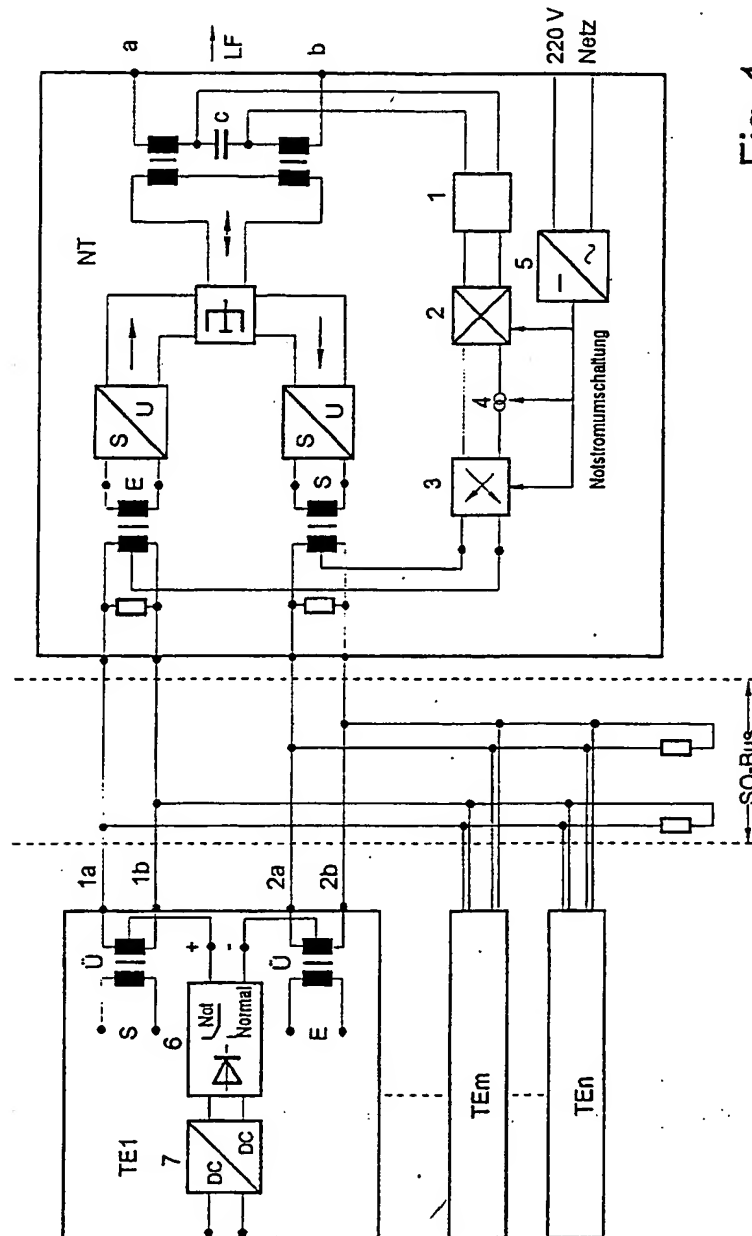 a
LF
b
220 V
Netz
NT
C
1
2
3
4
5
Notstromumschaltung
S
U
E
S
U
S
1a
1b
2a
2b
SO-Bus
Ü
S
+
-
Ü
E
6
Not
Normal
TE1
7
DC
DC
TEm
TEn